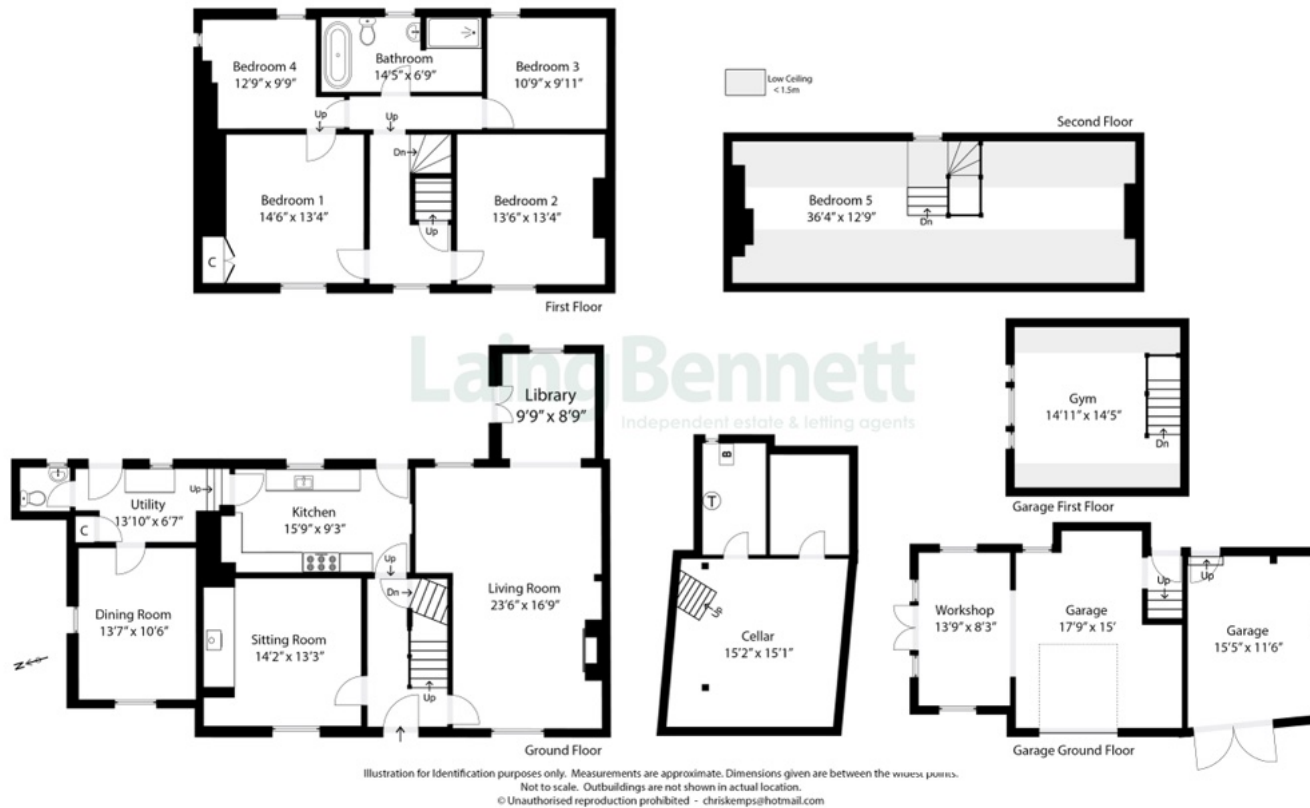 Bedroom 4
12'9" x 9'9"
Bathroom
14'5" x 6'9"
Bedroom 3
10'9" x 9'11"
Up
Up
Dn
Bedroom 1
14'6" x 13'4"
Bedroom 2
13'6" x 13'4"
Up
C
First Floor
Low Ceiling
< 1.5m
Second Floor
Bedroom 5
36'4" x 12'9"
Dn
Laing Bennett
Independent estate & letting agents
Gym
14'11" x 14'5"
Dn
Garage First Floor
Library
9'9" x 8'9"
Utility
13'10" x 6'7"
Up
C
Kitchen
15'9" x 9'3"
Up
Dn
Dining Room
13'7" x 10'6"
Sitting Room
14'2" x 13'3"
Living Room
23'6" x 16'9"
Up
N
Ground Floor
B
T
Up
Cellar
15'2" x 15'1"
Workshop
13'9" x 8'3"
Garage
17'9" x 15'
Up
Up
Garage
15'5" x 11'6"
Garage Ground Floor
Illustration for Identification purposes only. Measurements are approximate. Dimensions given are between the widest points.
Not to scale. Outbuildings are not shown in actual location.
© Unauthorised reproduction prohibited - chriskemps@hotmail.com